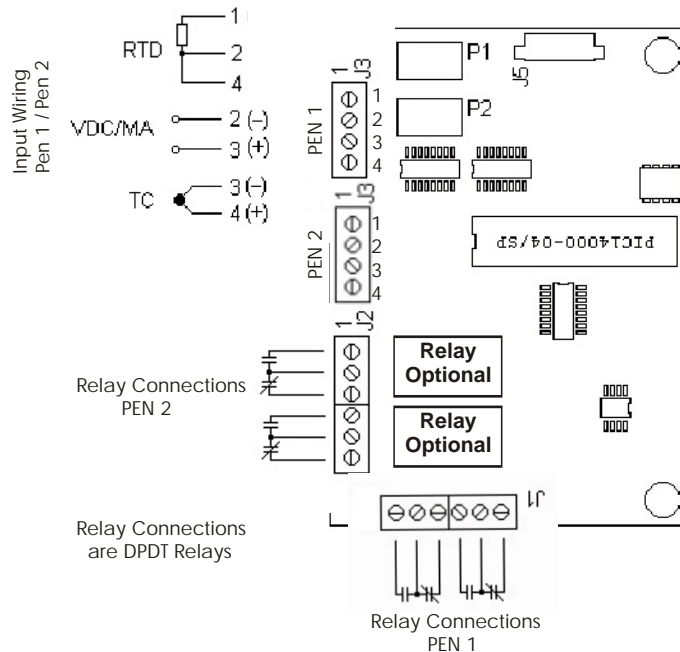 Input Wiring
Pen 1 / Pen 2
RTD
1
2
4
VDC/MA
2 (-)
3 (+)
TC
3 (-)
4 (+)
PEN 1
1
J3
1
2
3
4
PEN 2
1
J3
1
2
3
4
P1
P2
J5
PIC14000-04/SP
1
J2
Relay
Optional
Relay
Optional
Relay Connections
PEN 2
Relay Connections
are DPDT Relays
J1
Relay Connections
PEN 1